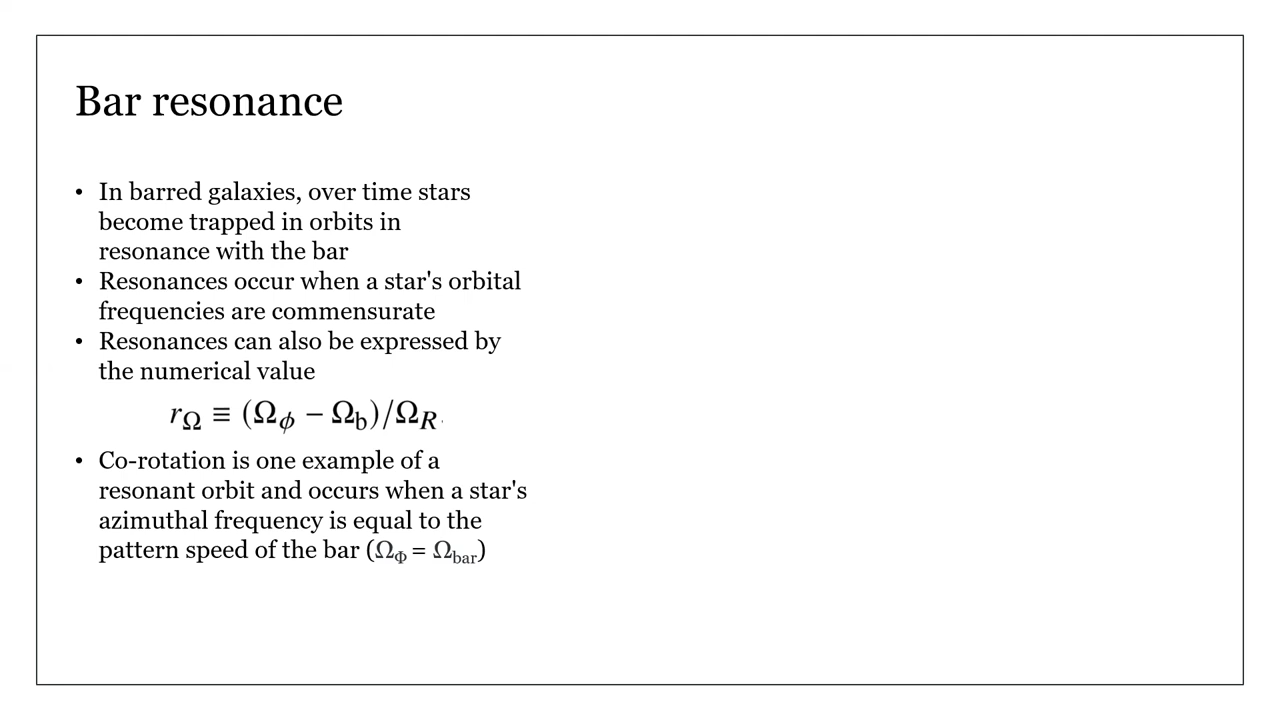 Bar resonance
• In barred galaxies, over time stars
become trapped in orbits in
resonance with the bar
• Resonances occur when a star's orbital
frequencies are commensurate
• Resonances can also be expressed by
the numerical value
r_Ω ≡ (Ω_ϕ − Ω_b)/Ω_R
• Co-rotation is one example of a
resonant orbit and occurs when a star's
azimuthal frequency is equal to the
pattern speed of the bar (Ω_Φ = Ω_bar)